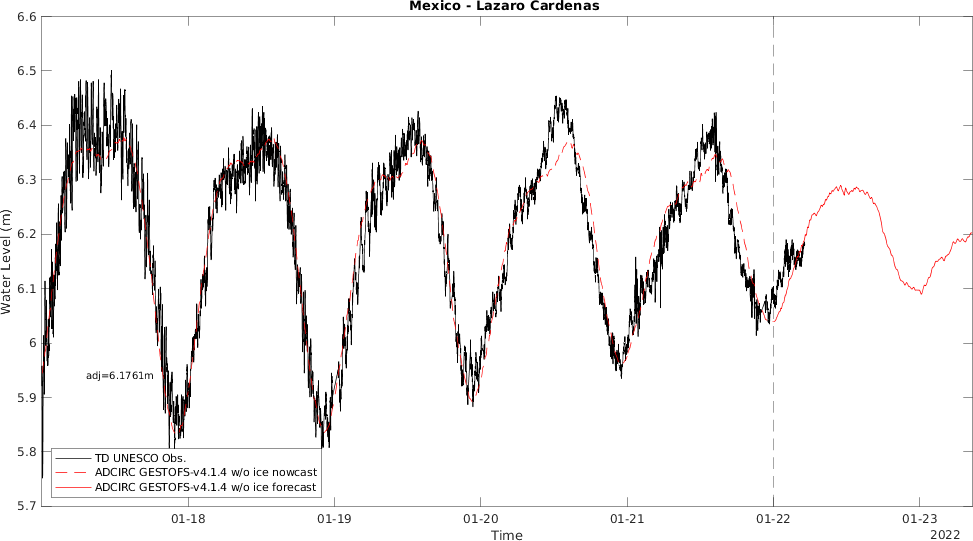 Mexico - Lazaro Cardenas
Water Level (m)
6.6
6.5
6.4
6.3
6.2
6.1
6
5.9
5.8
5.7
adj=6.1761m
TD UNESCO Obs.
ADCIRC GESTOFS-v4.1.4 w/o ice nowcast
ADCIRC GESTOFS-v4.1.4 w/o ice forecast
01-18 01-19 01-20 01-21 01-22 01-23
Time
2022